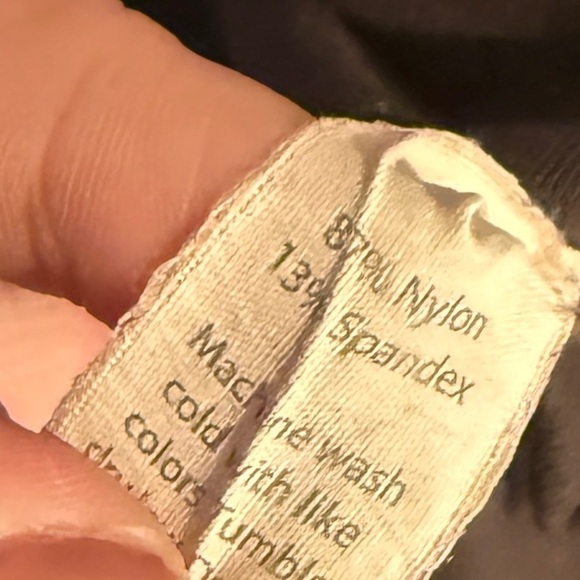 87% Nylon
13% Spandex
Machine wash
cold with like
colors Tumble